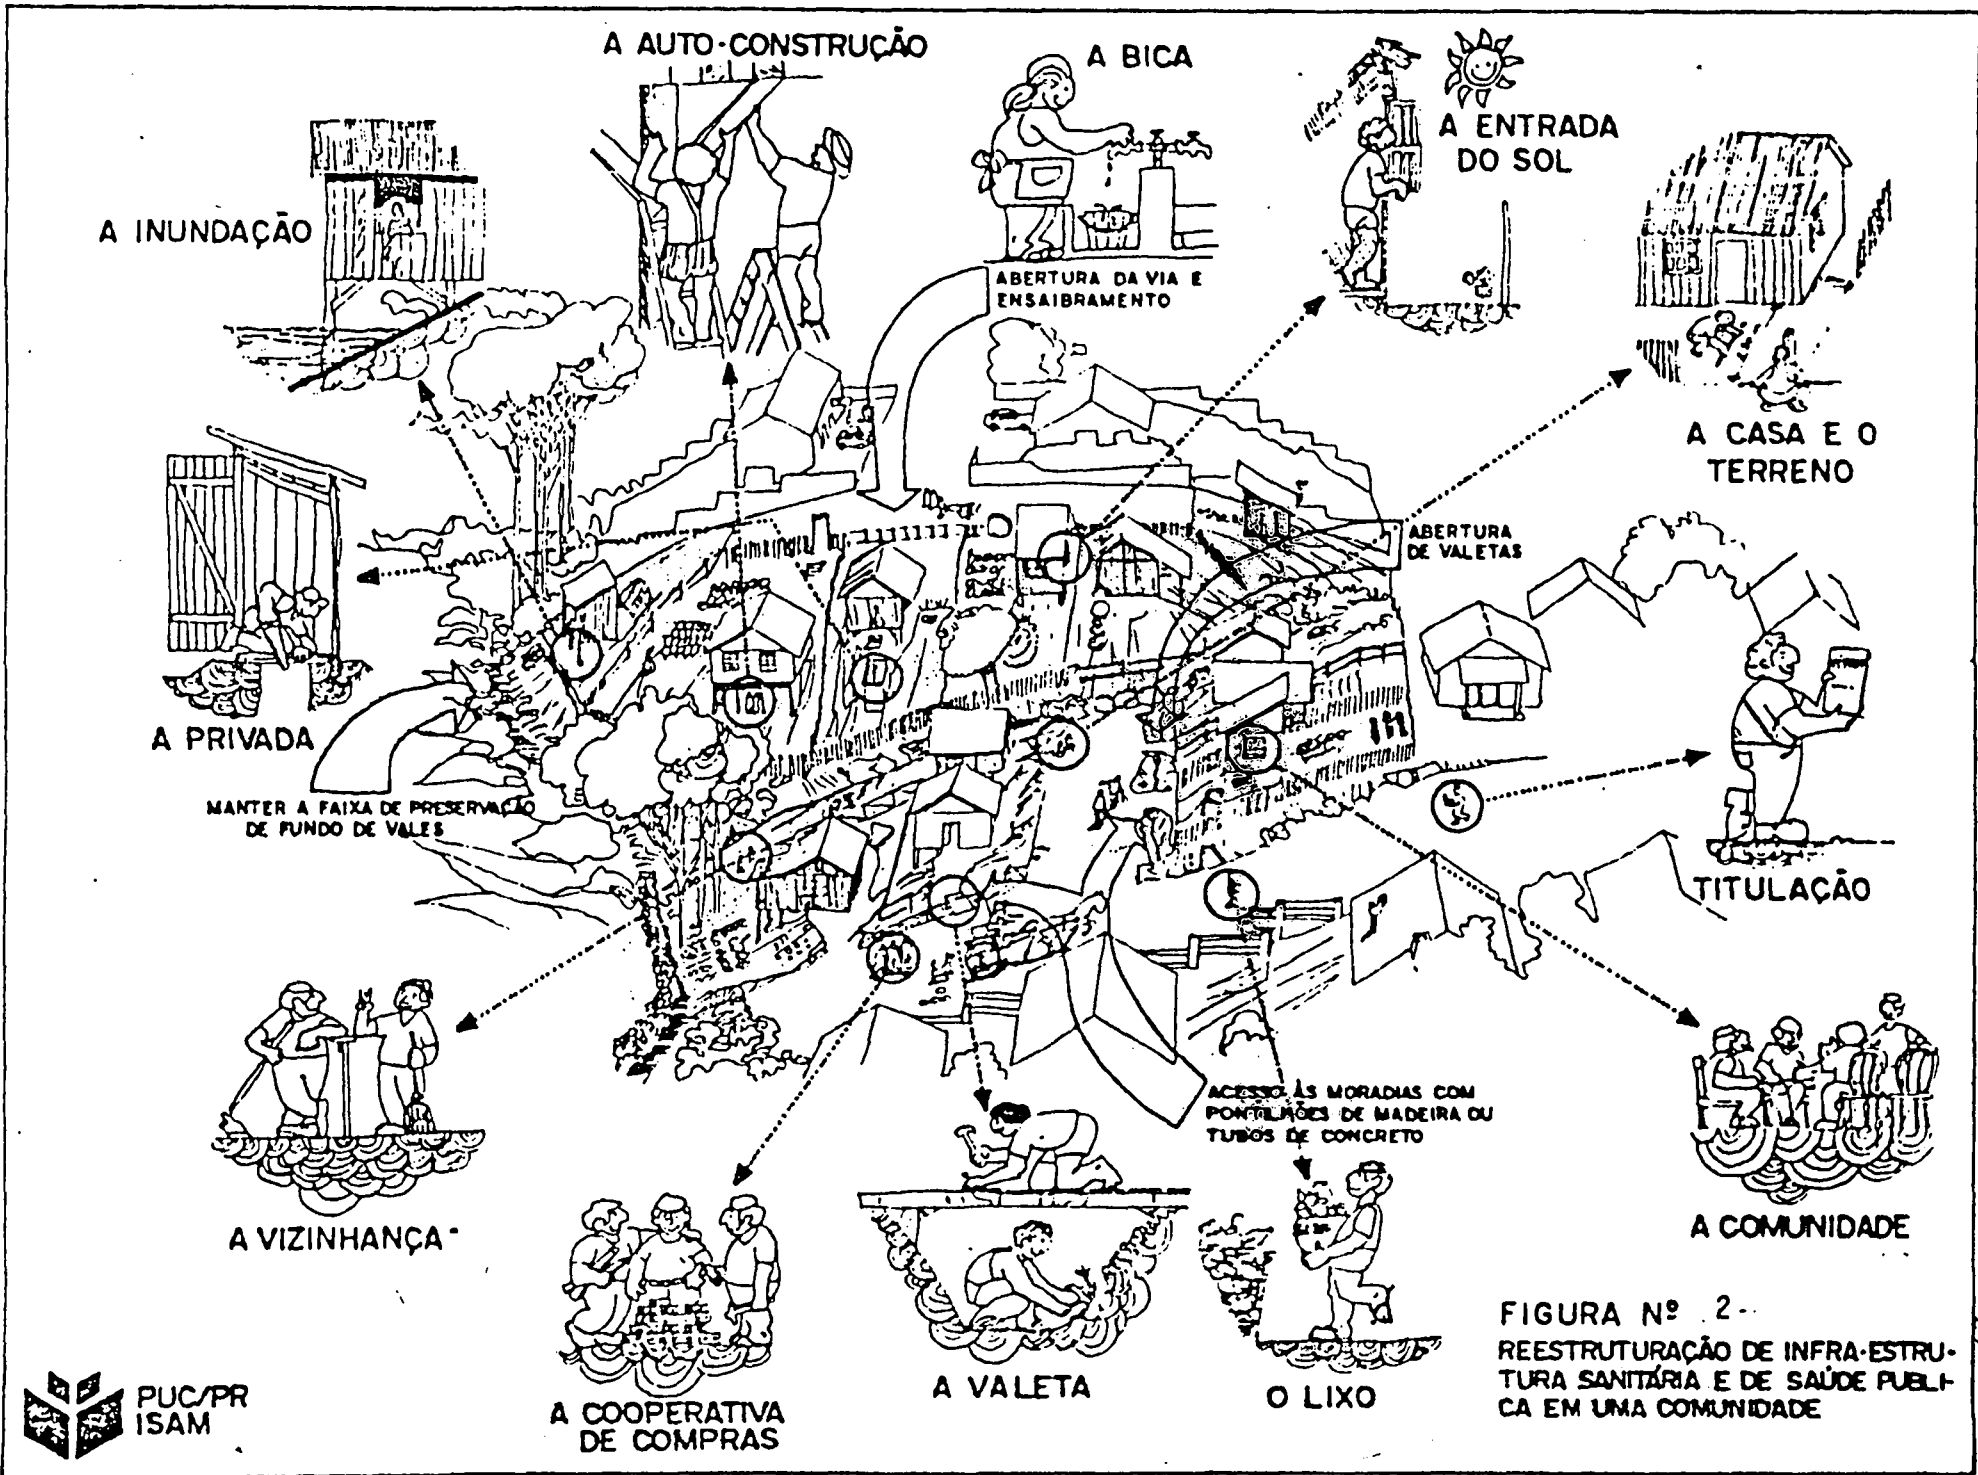 A AUTO-CONSTRUÇÃO
A BICA
A ENTRADA
DO SOL
A INUNDAÇÃO
ABERTURA DA VIA E
ENSAIBRAMENTO
A CASA E O
TERRENO
ABERTURA
DE VALETAS
A PRIVADA
MANTER A FAIXA DE PRESERVAÇÃO
DE FUNDO DE VALES
TITULAÇÃO
ACESSO ÀS MORADIAS COM
PONTILHÕES DE MADEIRA OU
TUBOS DE CONCRETO
A VIZINHANÇA
A COMUNIDADE
A COOPERATIVA
DE COMPRAS
A VALETA
O LIXO
FIGURA Nº 2
REESTRUTURAÇÃO DE INFRA-ESTRU-
TURA SANITÁRIA E DE SAÚDE PUBLI-
CA EM UMA COMUNIDADE
PUC/PR
ISAM